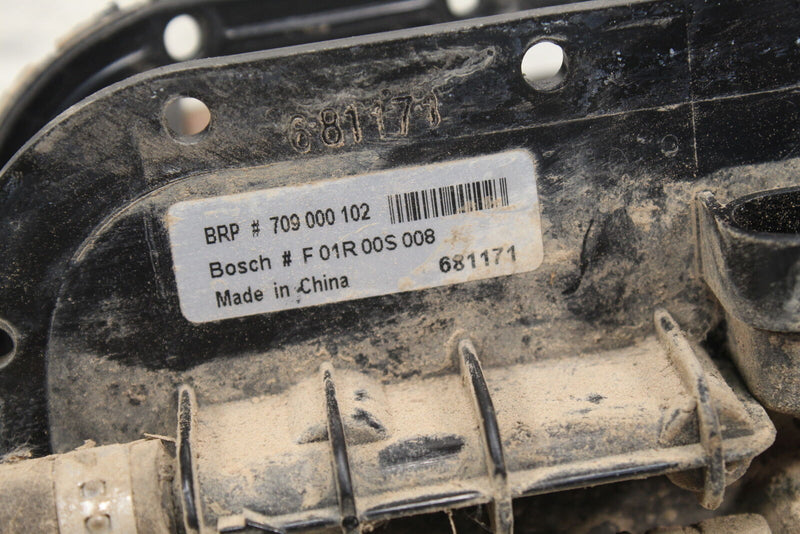 681171
BRP # 709 000 102
Bosch # F 01R 00S 008
681171
Made in China